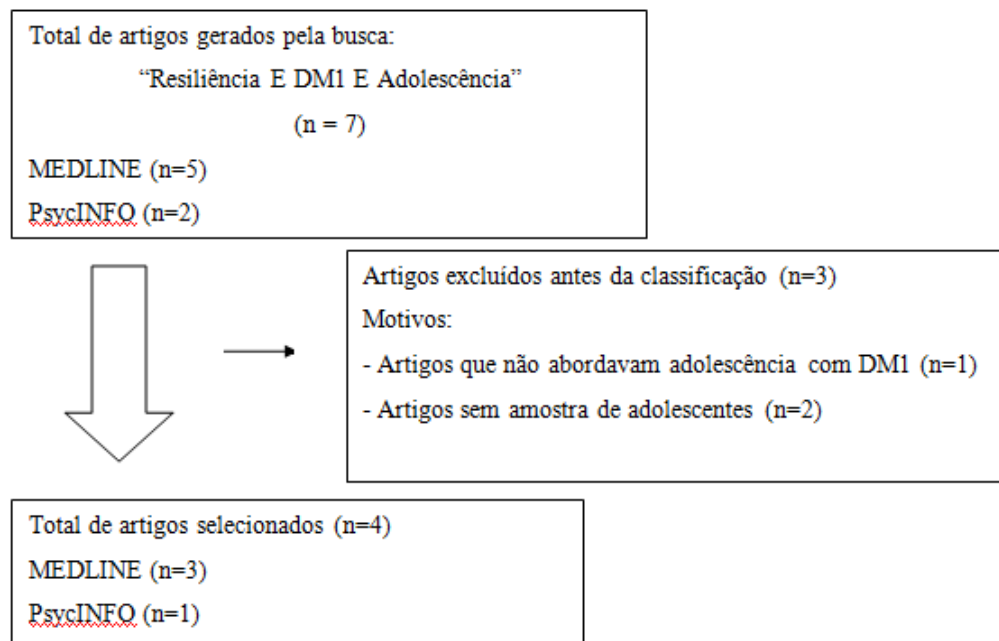 Total de artigos gerados pela busca:
“Resiliência E DM1 E Adolescência”
(n = 7)
MEDLINE (n=5)
PsycINFO (n=2)
Artigos excluídos antes da classificação (n=3)
Motivos:
- Artigos que não abordavam adolescência com DM1 (n=1)
- Artigos sem amostra de adolescentes (n=2)
Total de artigos selecionados (n=4)
MEDLINE (n=3)
PsycINFO (n=1)